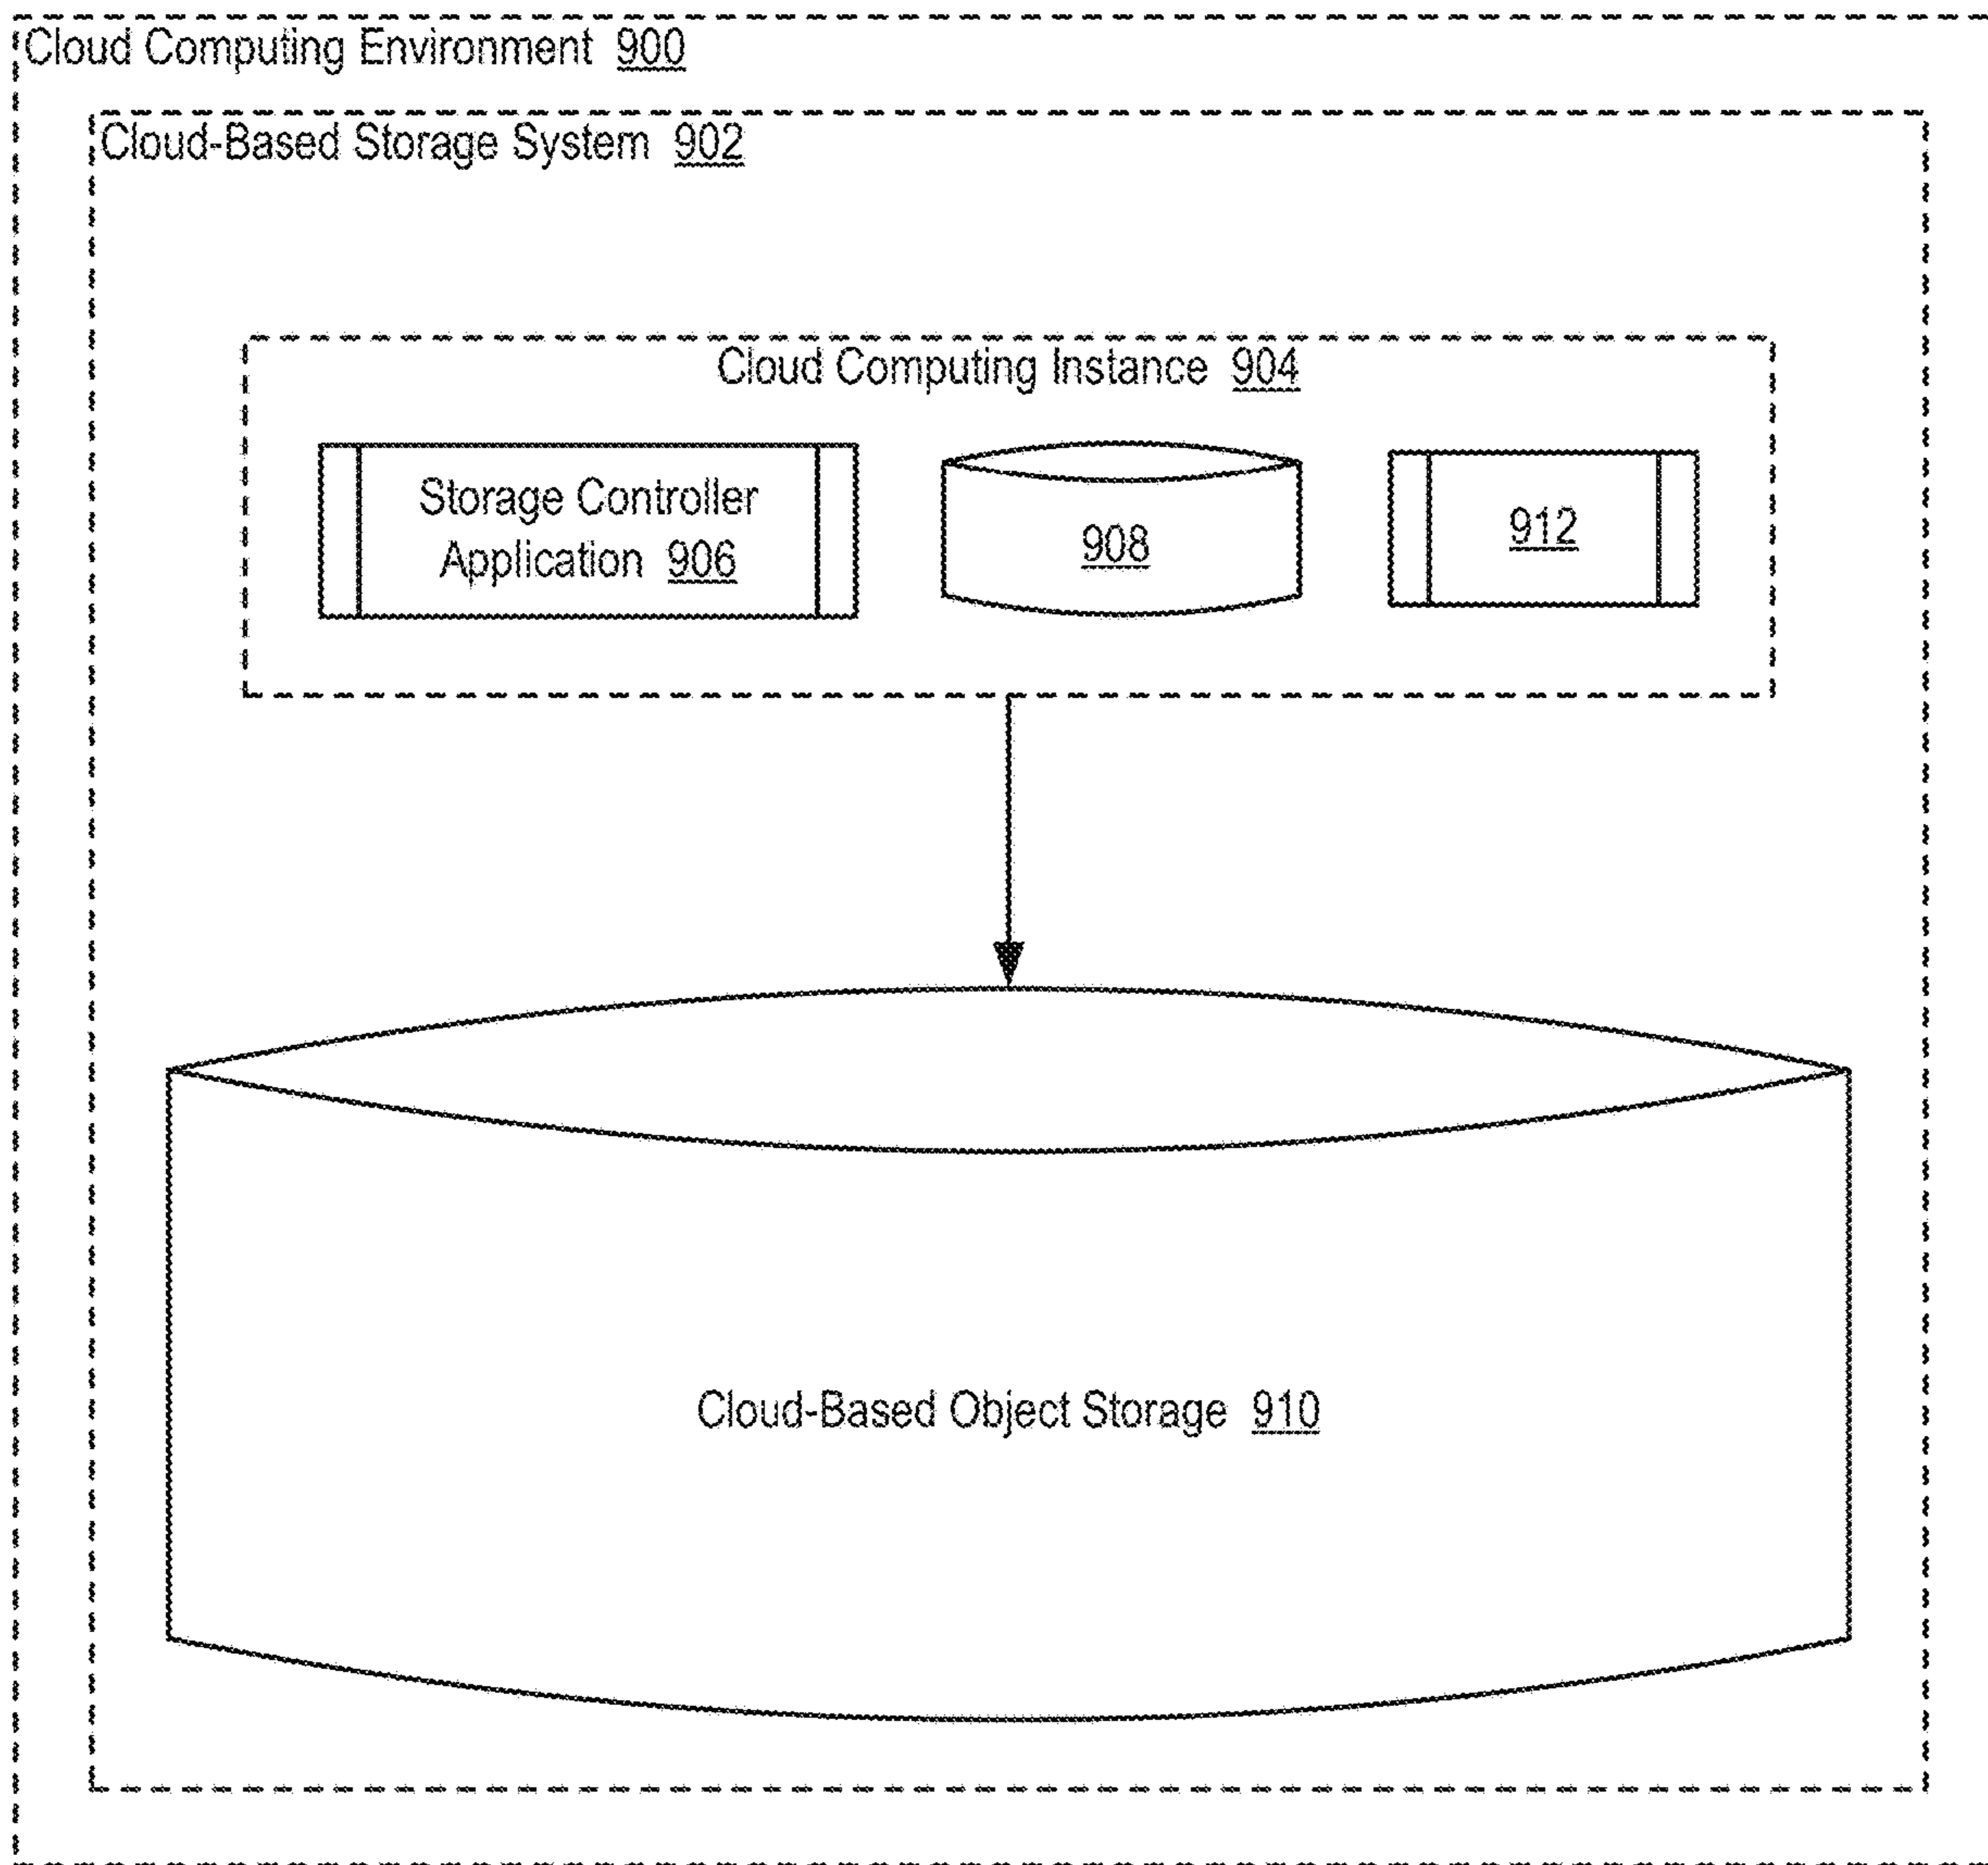 Cloud Computing Environment 900
Cloud-Based Storage System 902
Cloud Computing Instance 904
Storage Controller
Application 906
908
912
Cloud-Based Object Storage 910